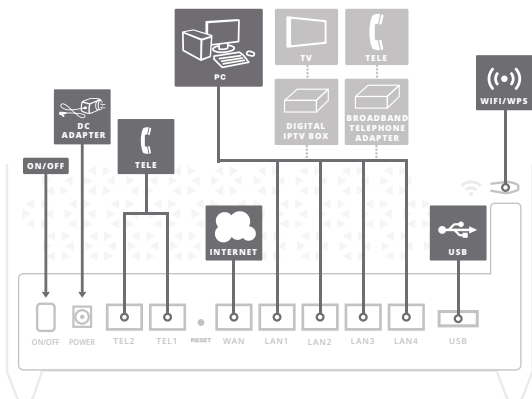 PC
TV
TELE
DIGITAL
IPTV BOX
BROADBAND
TELEPHONE
ADAPTER
WIFI/WPS
DC
ADAPTER
TELE
ON/OFF
INTERNET
USB
ON/OFF
POWER
TEL2
TEL1
RESET
WAN
LAN1
LAN2
LAN3
LAN4
USB